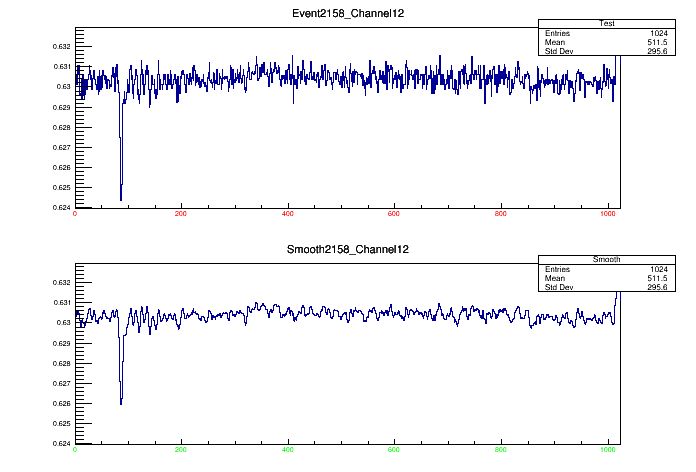 Event2158_Channel12
Test
Entries 1024
Mean 511.5
Std Dev 295.6
0.632
0.631
0.63
0.629
0.628
0.627
0.626
0.625
0.624
0 200 400 600 800 1000
Smooth2158_Channel12
Smooth
Entries 1024
Mean 511.5
Std Dev 295.6
0.632
0.631
0.63
0.629
0.628
0.627
0.626
0.625
0.624
0 200 400 600 800 1000